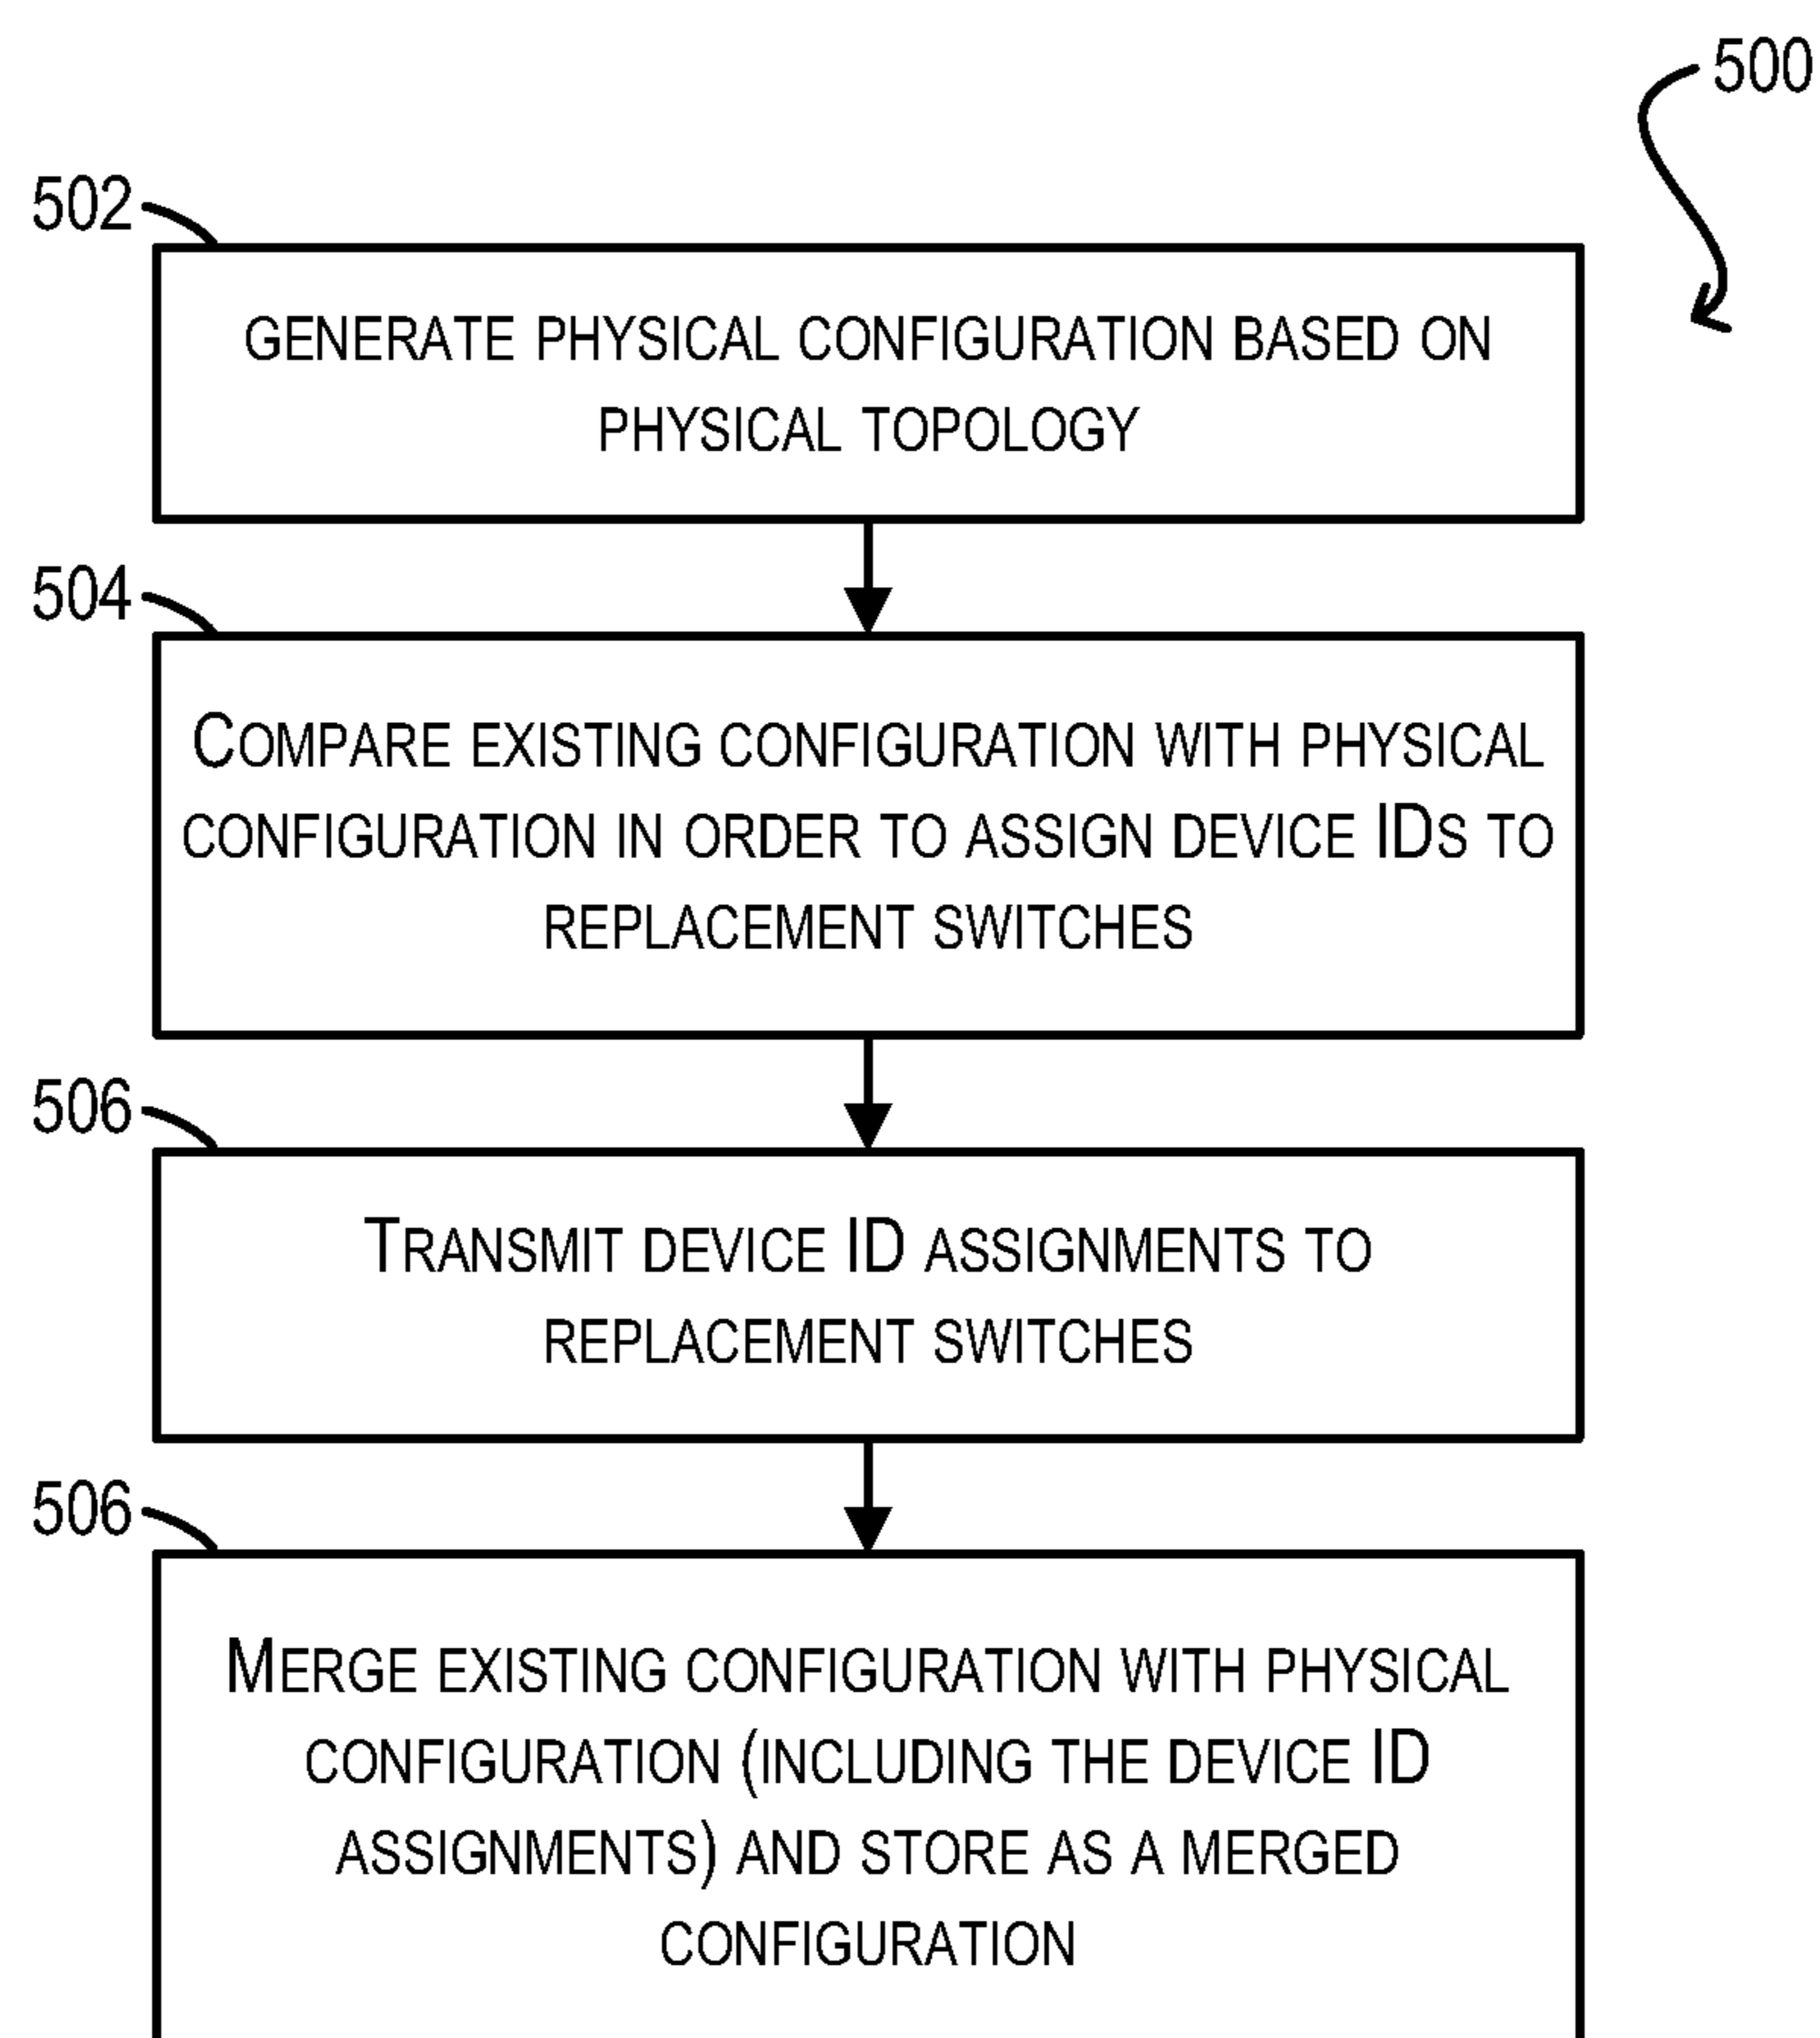 500
502
GENERATE PHYSICAL CONFIGURATION BASED ON
PHYSICAL TOPOLOGY
504
COMPARE EXISTING CONFIGURATION WITH PHYSICAL
CONFIGURATION IN ORDER TO ASSIGN DEVICE IDS TO
REPLACEMENT SWITCHES
506
TRANSMIT DEVICE ID ASSIGNMENTS TO
REPLACEMENT SWITCHES
506
MERGE EXISTING CONFIGURATION WITH PHYSICAL
CONFIGURATION (INCLUDING THE DEVICE ID
ASSIGNMENTS) AND STORE AS A MERGED
CONFIGURATION